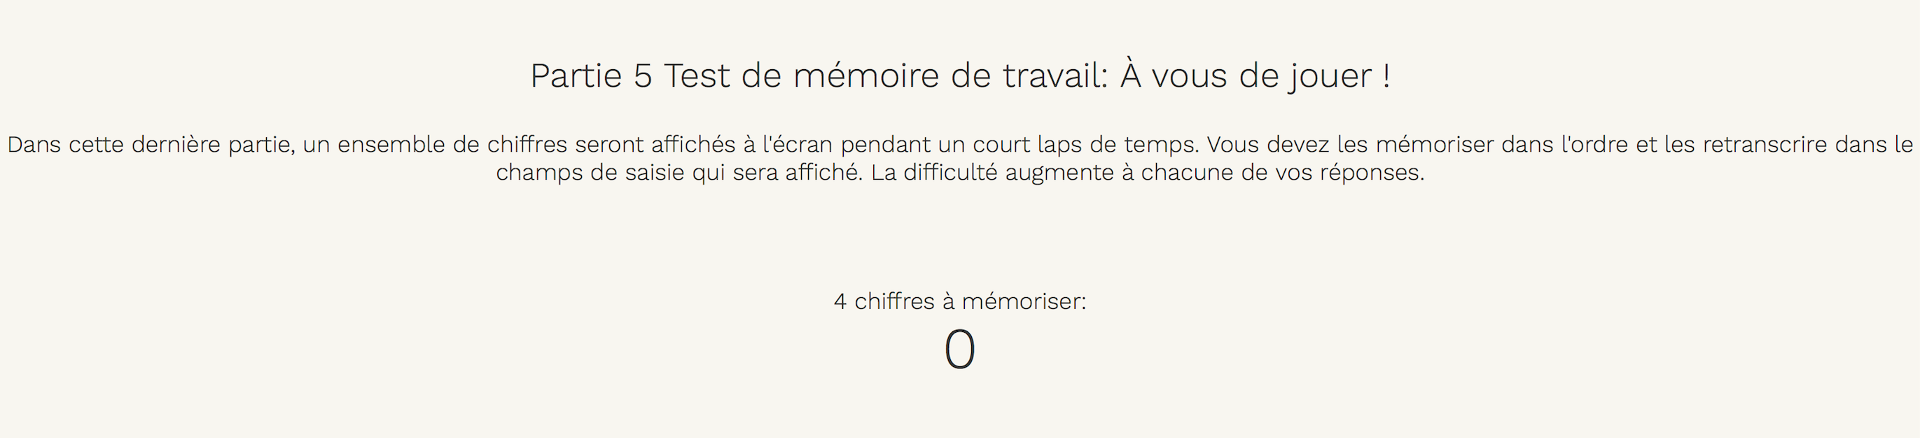 Partie 5 Test de mémoire de travail: À vous de jouer !
Dans cette dernière partie, un ensemble de chiffres seront affichés à l'écran pendant un court laps de temps. Vous devez les mémoriser dans l'ordre et les retranscrire dans le
champs de saisie qui sera affiché. La difficulté augmente à chacune de vos réponses.
4 chiffres à mémoriser:
0